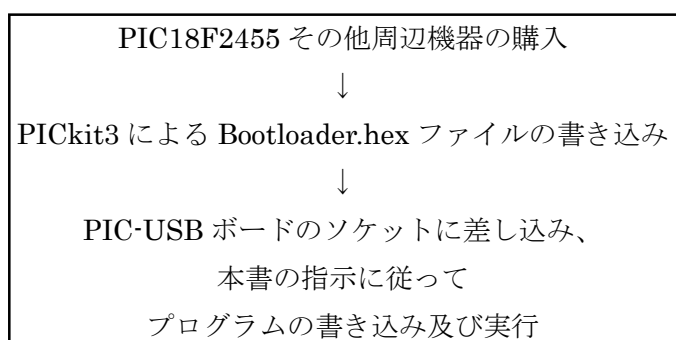 PIC18F2455 その他周辺機器の購入
↓
PICkit3 による Bootloader.hex ファイルの書き込み
↓
PIC-USB ボードのソケットに差し込み、
本書の指示に従って
プログラムの書き込み及び実行